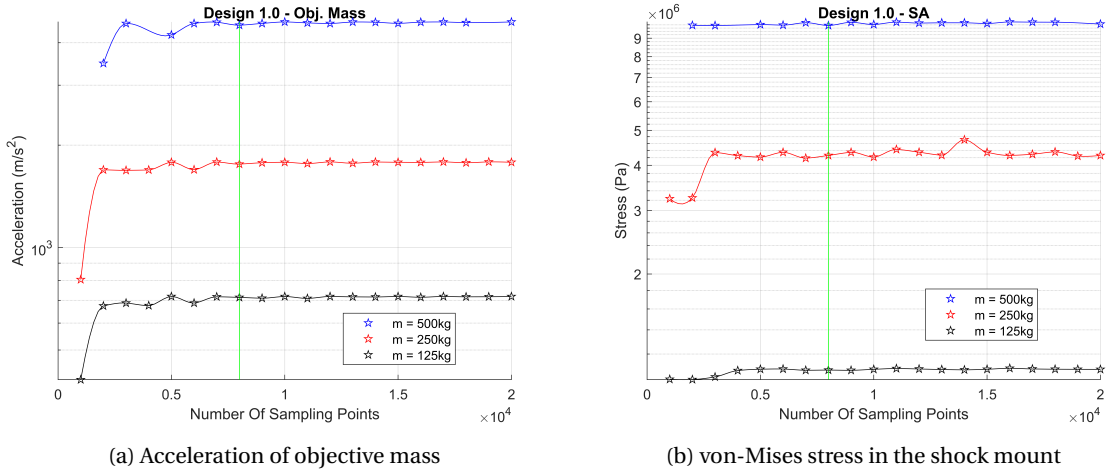 Design 1.0 - Obj. Mass
Acceleration (m/s²)
10³
0 0.5 1 1.5 2
Number Of Sampling Points
×10⁴
m = 500kg
m = 250kg
m = 125kg
(a) Acceleration of objective mass
Design 1.0 - SA
×10⁶
Stress (Pa)
9
8
7
6
5
4
3
2
0 0.5 1 1.5 2
Number Of Sampling Points
×10⁴
m = 500kg
m = 250kg
m = 125kg
(b) von-Mises stress in the shock mount